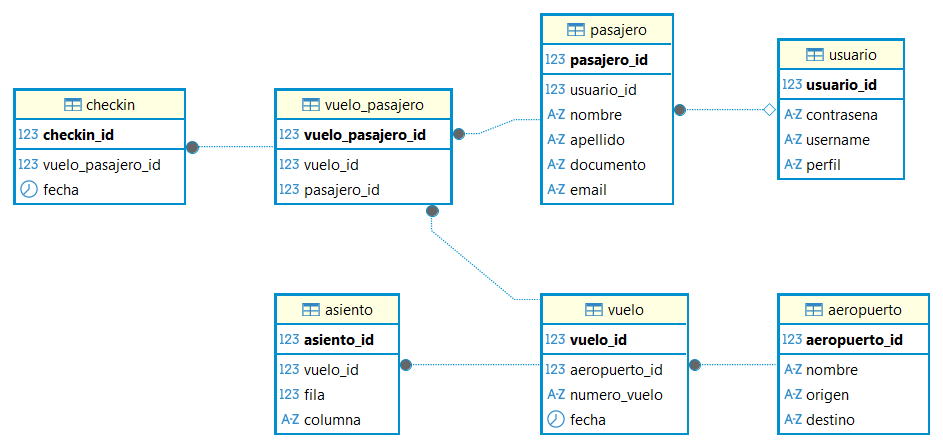 checkin
123 checkin_id
123 vuelo_pasajero_id
fecha
vuelo_pasajero
123 vuelo_pasajero_id
123 vuelo_id
123 pasajero_id
pasajero
123 pasajero_id
123 usuario_id
A-Z nombre
A-Z apellido
A-Z documento
A-Z email
usuario
123 usuario_id
A-Z contrasena
A-Z username
A-Z perfil
asiento
123 asiento_id
123 vuelo_id
123 fila
A-Z columna
vuelo
123 vuelo_id
123 aeropuerto_id
A-Z numero_vuelo
fecha
aeropuerto
123 aeropuerto_id
A-Z nombre
A-Z origen
A-Z destino